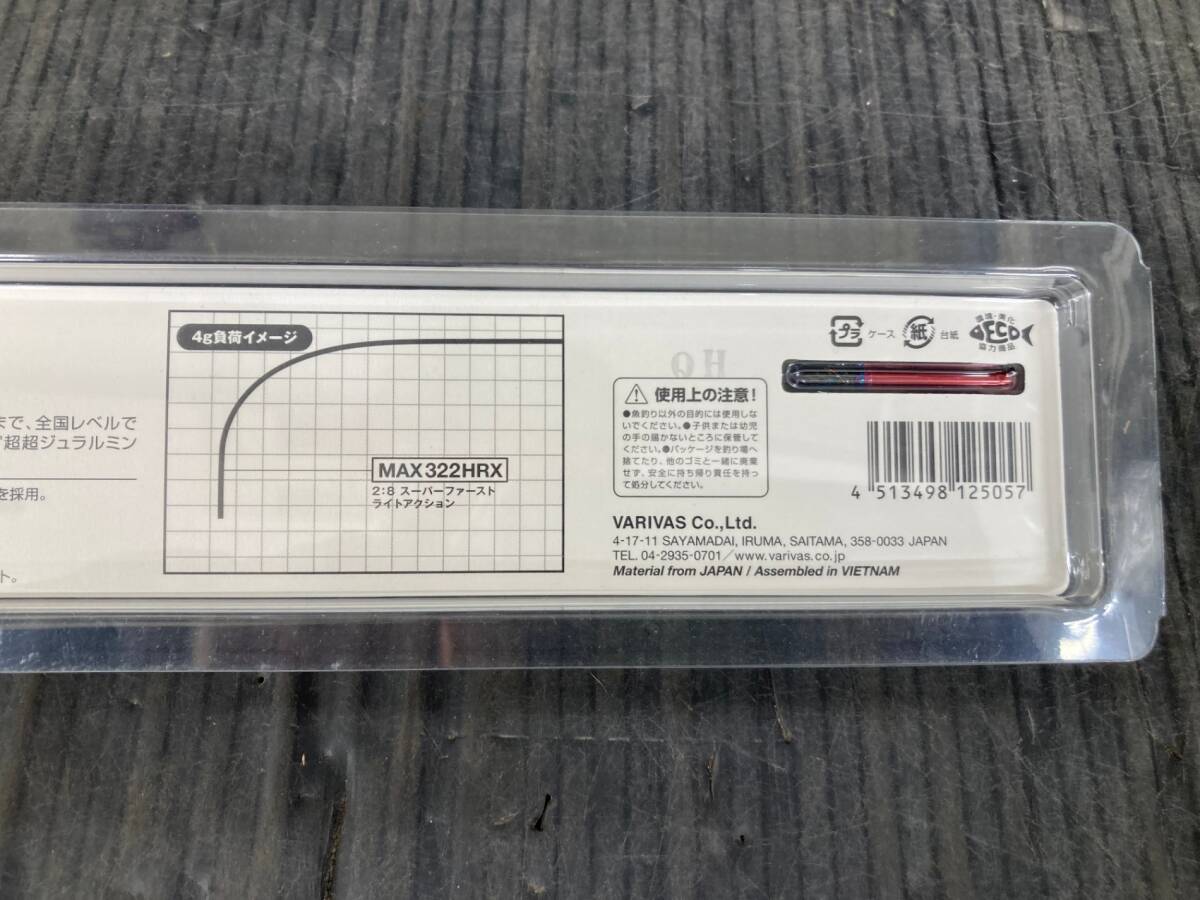 まで、全国レベルで
"超超ジュラルミン
を採用。
ト。
4g負荷イメージ
MAX322HRX
2:8 スーパーファースト
ライトアクション
プラ ケース 紙 台紙
環境・美化
ECO
協力商品
HQ
使用上の注意!
●魚釣り以外の目的には使用しな
いでください。●子供または幼児
の手の届かないところに保管して
ください。●パッケージを釣り場へ
捨てたり、他のゴミと一緒に廃棄
せず、安全に持ち帰り責任を持っ
て処分してください。
4 513498 125057
VARIVAS Co.,Ltd.
4-17-11 SAYAMADAI, IRUMA, SAITAMA, 358-0033 JAPAN
TEL. 04-2935-0701/www.varivas.co.jp
Material from JAPAN / Assembled in VIETNAM